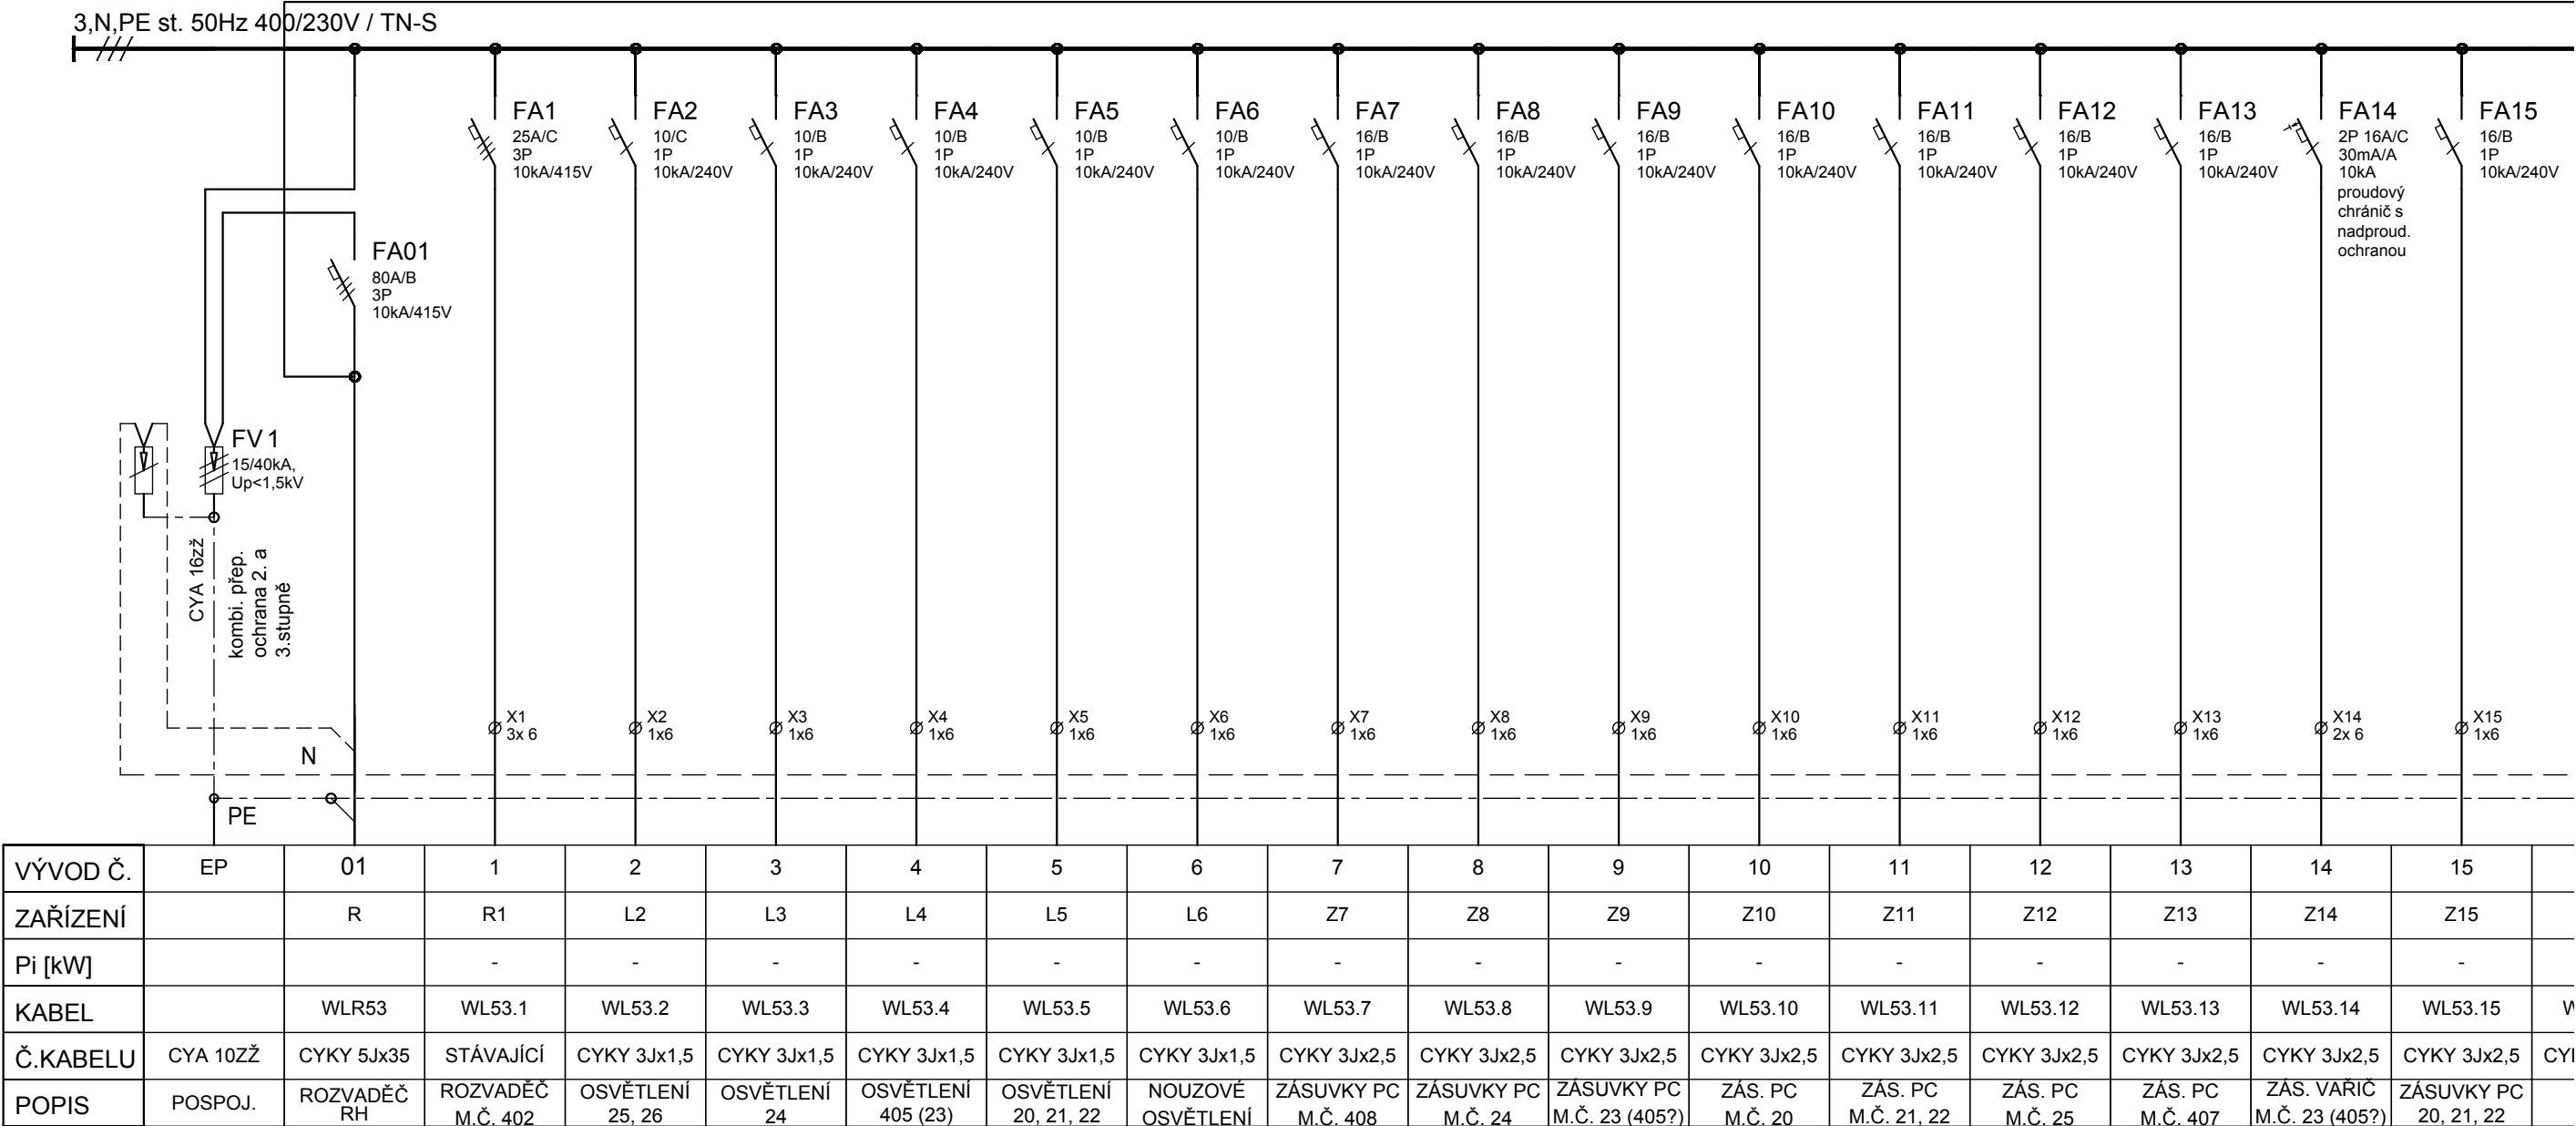 3,N,PE st. 50Hz 400/230V / TN-S
FA1
25A/C
3P
10kA/415V
FA2
10/C
1P
10kA/240V
FA3
10/B
1P
10kA/240V
FA4
10/B
1P
10kA/240V
FA5
10/B
1P
10kA/240V
FA6
10/B
1P
10kA/240V
FA7
16/B
1P
10kA/240V
FA8
16/B
1P
10kA/240V
FA9
16/B
1P
10kA/240V
FA10
16/B
1P
10kA/240V
FA11
16/B
1P
10kA/240V
FA12
16/B
1P
10kA/240V
FA13
16/B
1P
10kA/240V
FA14
2P 16A/C
30mA/A
10kA
proudový
chránič s
nadproud.
ochranou
FA15
16/B
1P
10kA/240V
FA01
80A/B
3P
10kA/415V
FV1
15/40kA,
Up<1,5kV
CYA 16zž
kombi. přep.
ochrana 2. a
3.stupně
X1
3x 6
X2
1x6
X3
1x6
X4
1x6
X5
1x6
X6
1x6
X7
1x6
X8
1x6
X9
1x6
X10
1x6
X11
1x6
X12
1x6
X13
1x6
X14
2x 6
X15
1x6
N
PE
VÝVOD Č. EP 01 1 2 3 4 5 6 7 8 9 10 11 12 13 14 15
ZAŘÍZENÍ R R1 L2 L3 L4 L5 L6 Z7 Z8 Z9 Z10 Z11 Z12 Z13 Z14 Z15
Pi [kW] - - - - - - - - - - - - - - -
KABEL WLR53 WL53.1 WL53.2 WL53.3 WL53.4 WL53.5 WL53.6 WL53.7 WL53.8 WL53.9 WL53.10 WL53.11 WL53.12 WL53.13 WL53.14 WL53.15
Č.KABELU CYA 10ZŽ CYKY 5Jx35 STÁVAJÍCÍ CYKY 3Jx1,5 CYKY 3Jx1,5 CYKY 3Jx1,5 CYKY 3Jx1,5 CYKY 3Jx1,5 CYKY 3Jx2,5 CYKY 3Jx2,5 CYKY 3Jx2,5 CYKY 3Jx2,5 CYKY 3Jx2,5 CYKY 3Jx2,5 CYKY 3Jx2,5 CYKY 3Jx2,5 CYKY 3Jx2,5
POPIS
POSPOJ.
ROZVADĚČ
RH
ROZVADĚČ
M.Č. 402
OSVĚTLENÍ
25, 26
OSVĚTLENÍ
24
OSVĚTLENÍ
405 (23)
OSVĚTLENÍ
20, 21, 22
NOUZOVÉ
OSVĚTLENÍ
ZÁSUVKY PC
M.Č. 408
ZÁSUVKY PC
M.Č. 24
ZÁSUVKY PC
M.Č. 23 (405?)
ZÁS. PC
M.Č. 20
ZÁS. PC
M.Č. 21, 22
ZÁS. PC
M.Č. 25
ZÁS. PC
M.Č. 407
ZÁS. VAŘIČ
M.Č. 23 (405?)
ZÁSUVKY PC
20, 21, 22